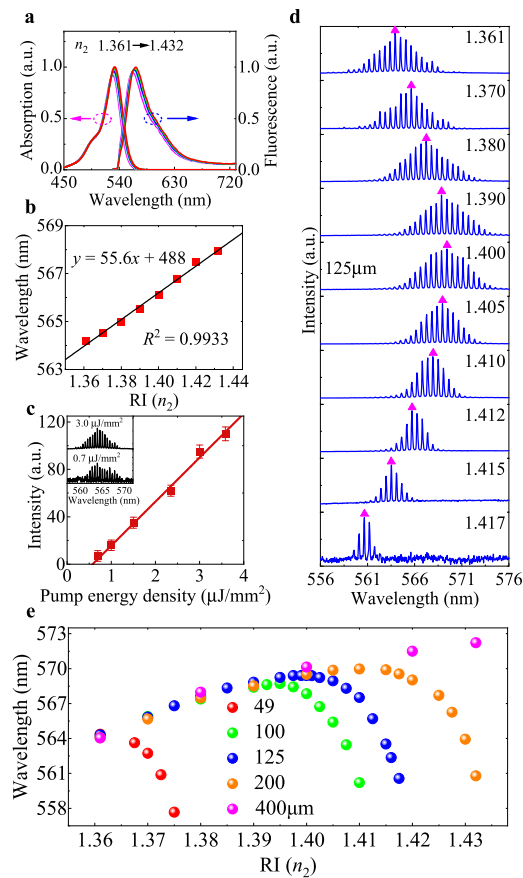 a
n2 1.361→1.432
Absorption (a.u.)
1.0
0.5
0.0
1.0
0.5
0.0
Fluorescence (a.u.)
450 540 630 720
Wavelength (nm)
b
Wavelength (nm)
569
567
565
563
y = 55.6x + 488
R² = 0.9933
1.36 1.38 1.40 1.42 1.44
RI (n2)
c
Intensity (a.u.)
120
80
40
0
3.0 μJ/mm²
0.7 μJ/mm²
560 565 570
Wavelength (nm)
0 1 2 3 4
Pump energy density (μJ/mm²)
d
Intensity (a.u.)
1.361
1.370
1.380
1.390
1.400
125μm
1.405
1.410
1.412
1.415
1.417
556 561 566 571 576
Wavelength (nm)
e
Wavelength (nm)
573
570
567
564
561
558
49
100
125
200
400μm
1.36 1.37 1.38 1.39 1.40 1.41 1.42 1.43
RI (n2)